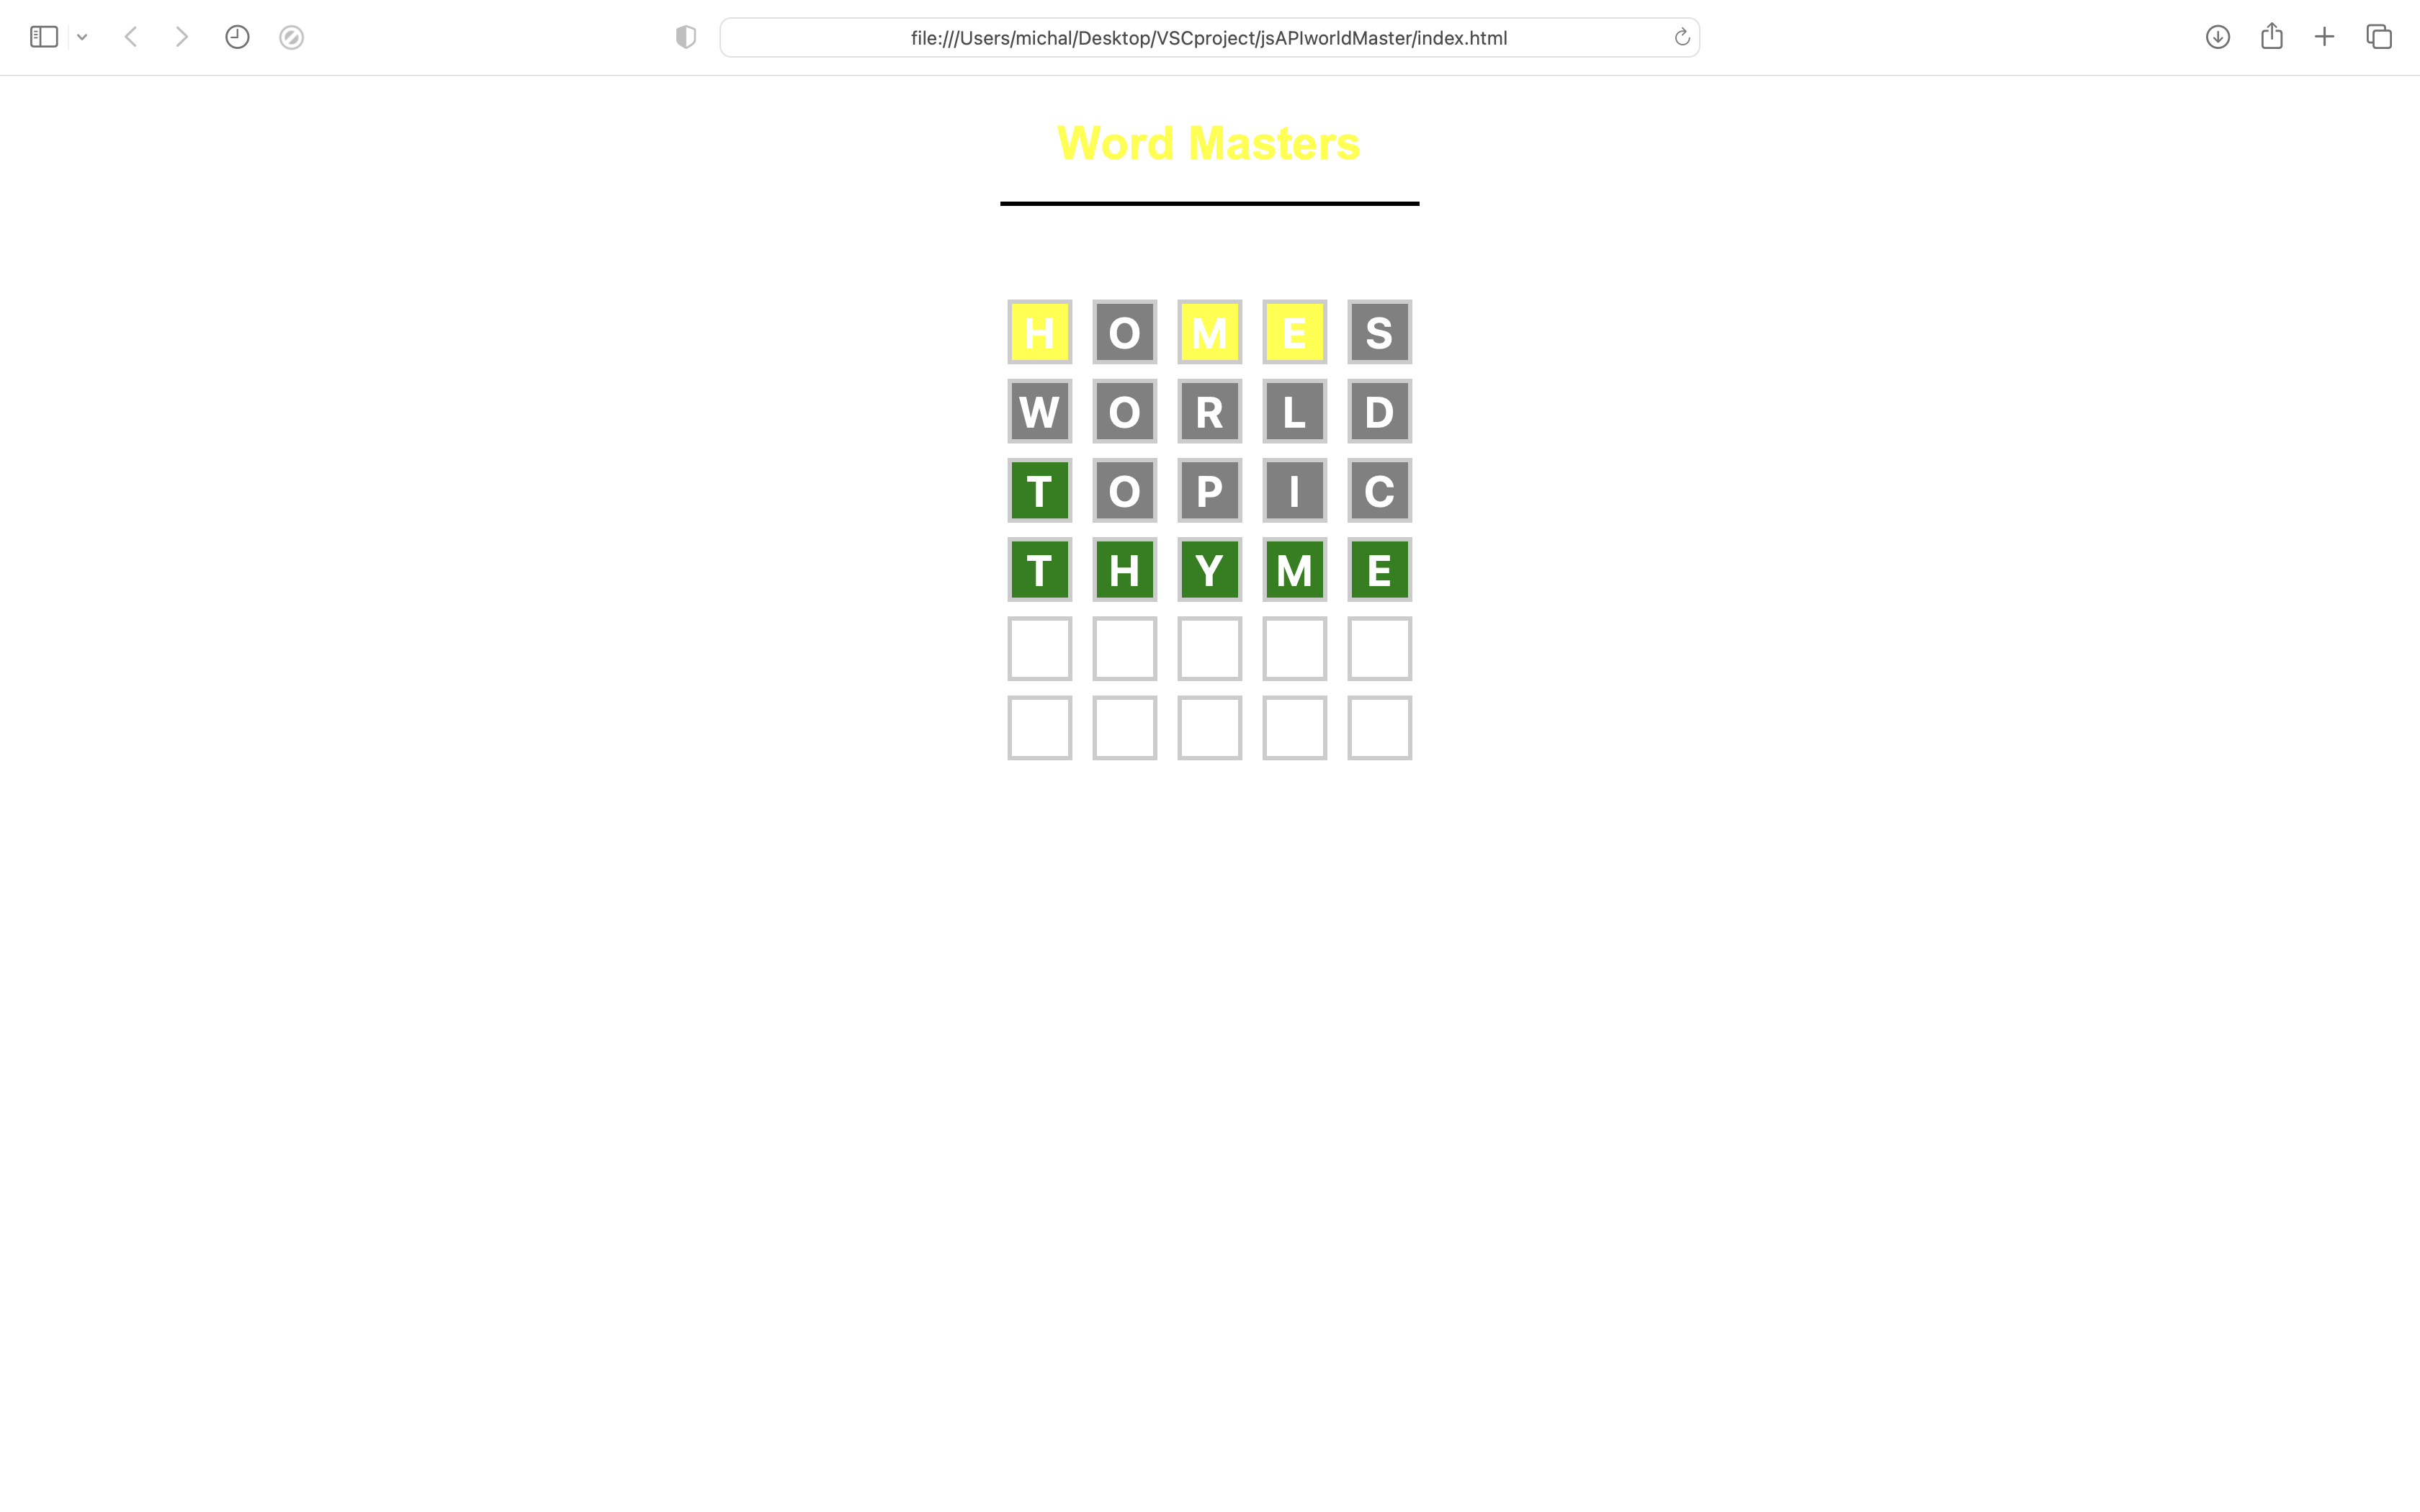 file:///Users/michal/Desktop/VSCproject/jsAPIworldMaster/index.html
Word Masters
H O M E S
W O R L D
T O P I C
T H Y M E